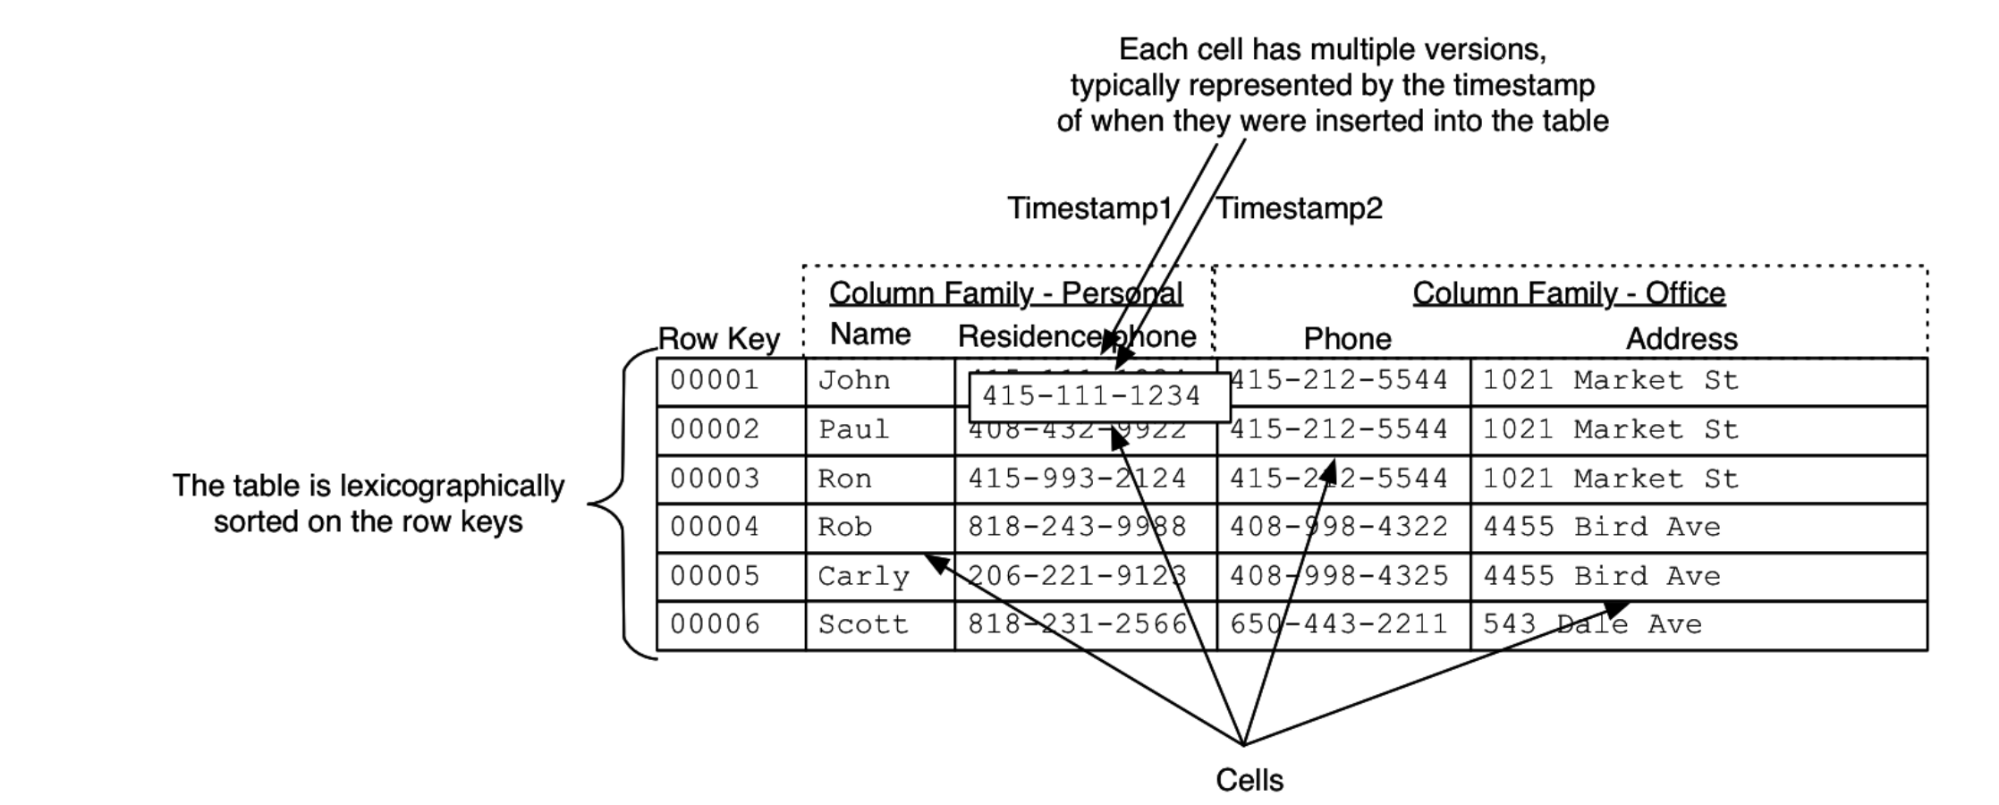 Each cell has multiple versions,
typically represented by the timestamp
of when they were inserted into the table
Timestamp1 Timestamp2
Column Family - Personal Column Family - Office
Row Key Name Residence phone Phone Address
00001 John 415-111-1234 415-212-5544 1021 Market St
00002 Paul 408-432-9922 415-212-5544 1021 Market St
00003 Ron 415-993-2124 415-212-5544 1021 Market St
00004 Rob 818-243-9988 408-998-4322 4455 Bird Ave
00005 Carly 206-221-9123 408-998-4325 4455 Bird Ave
00006 Scott 818-231-2566 650-443-2211 543 Dale Ave
The table is lexicographically
sorted on the row keys
Cells